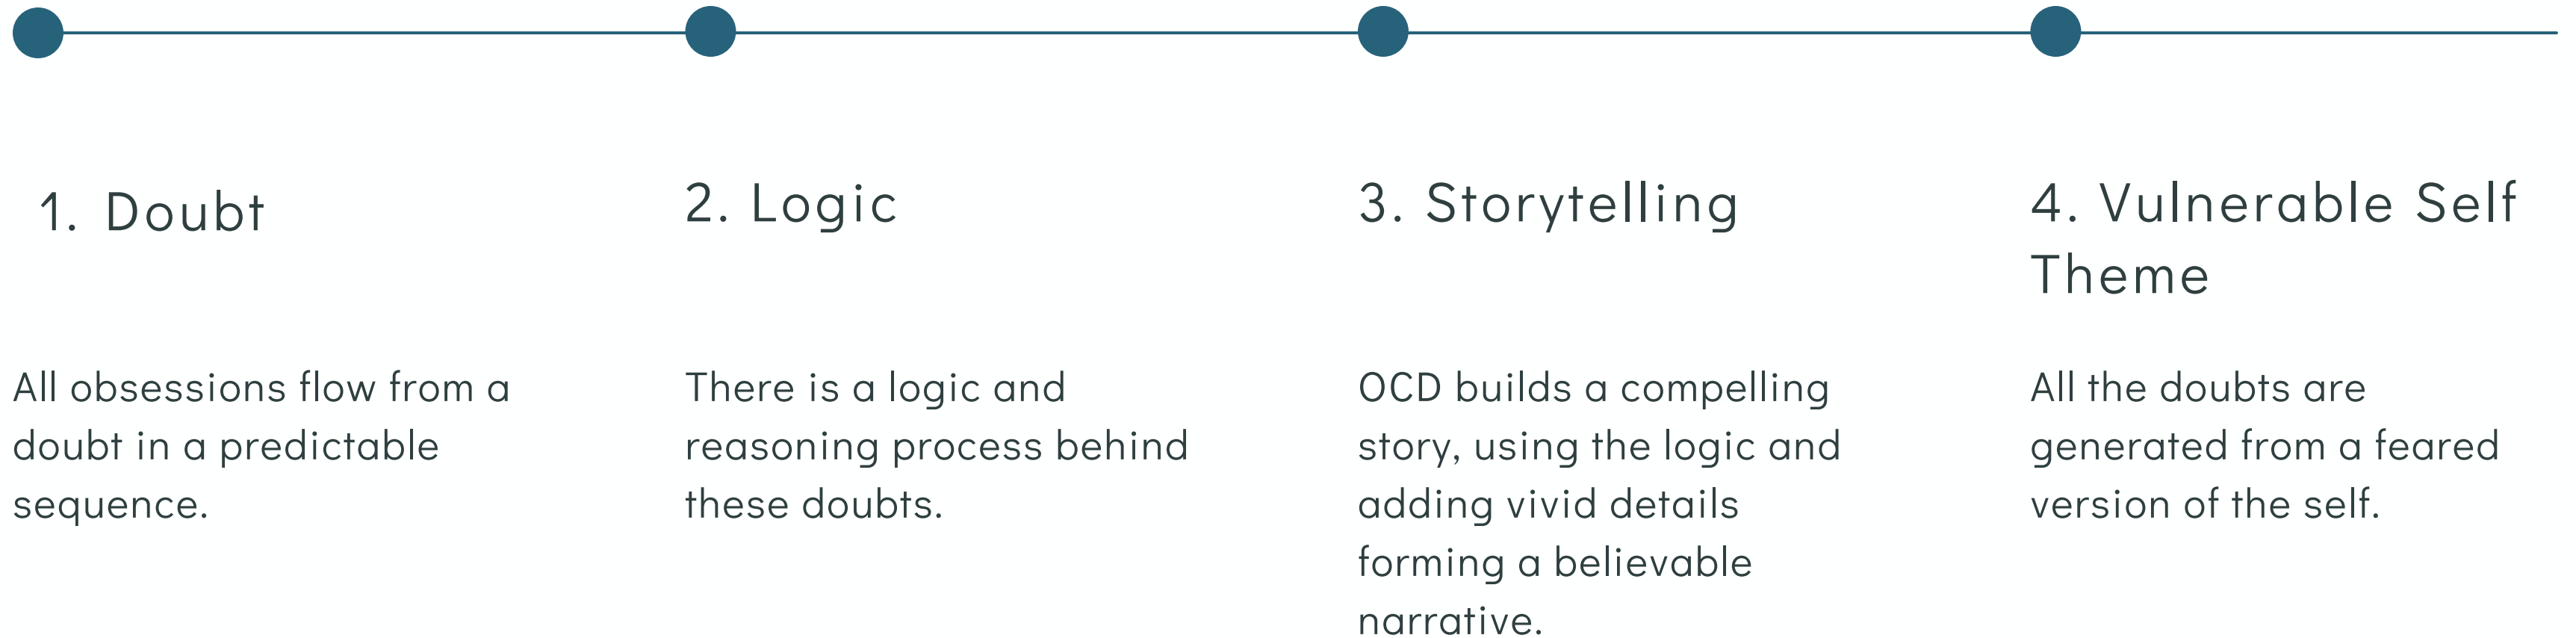 1. Doubt
All obsessions flow from a
doubt in a predictable
sequence.
2. Logic
There is a logic and
reasoning process behind
these doubts.
3. Storytelling
OCD builds a compelling
story, using the logic and
adding vivid details
forming a believable
narrative.
4. Vulnerable Self
Theme
All the doubts are
generated from a feared
version of the self.